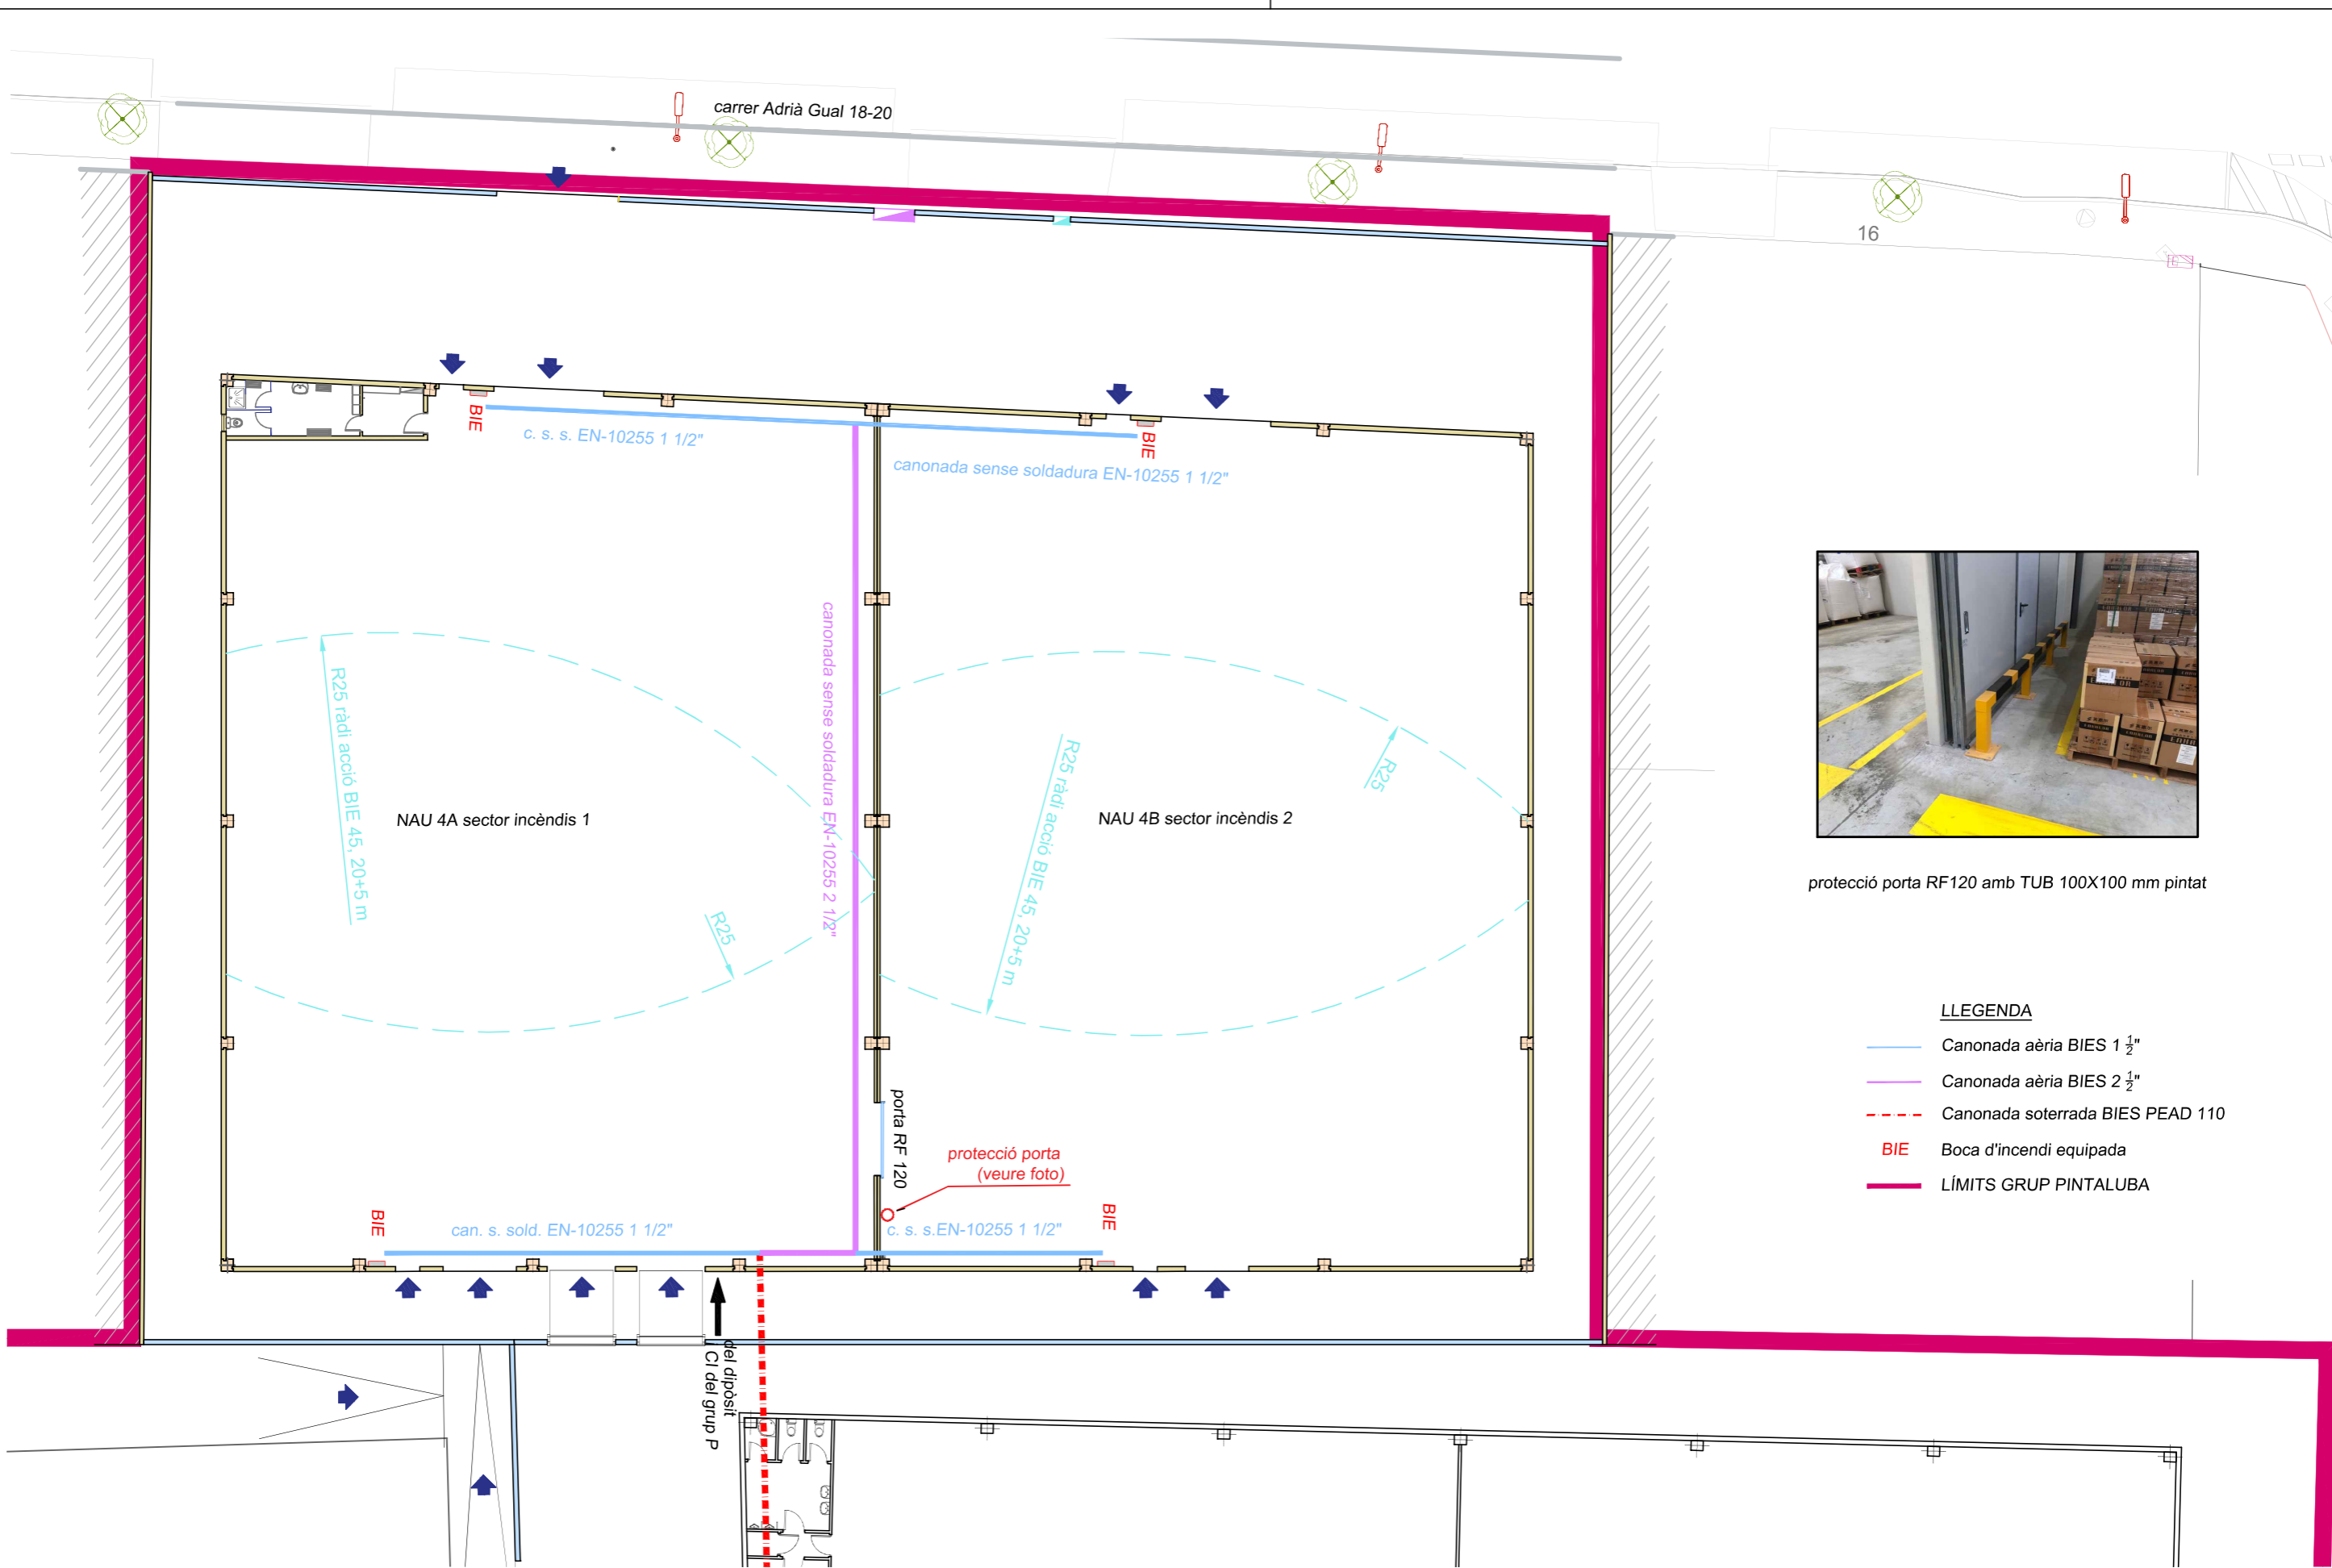 carrer Adrià Gual 18-20
16
BIE
c. s. s. EN-10255 1 1/2"
BIE
canonada sense soldadura EN-10255 1 1/2"
canonada sense soldadura EN-10255 2 1/2"
R25 ràdi acció BIE 45, 20+5 m
R25
R25 ràdi acció BIE 45, 20+5 m
R25
NAU 4A sector incèndis 1
NAU 4B sector incèndis 2
protecció porta RF120 amb TUB 100X100 mm pintat
porta RF 120
protecció porta
(veure foto)
BIE
can. s. sold. EN-10255 1 1/2"
c. s. s.EN-10255 1 1/2"
BIE
del dipòsit
CI del grup P
LLEGENDA
Canonada aèria BIES 1 1/2"
Canonada aèria BIES 2 1/2"
Canonada soterrada BIES PEAD 110
BIE Boca d'incendi equipada
LÍMITS GRUP PINTALUBA